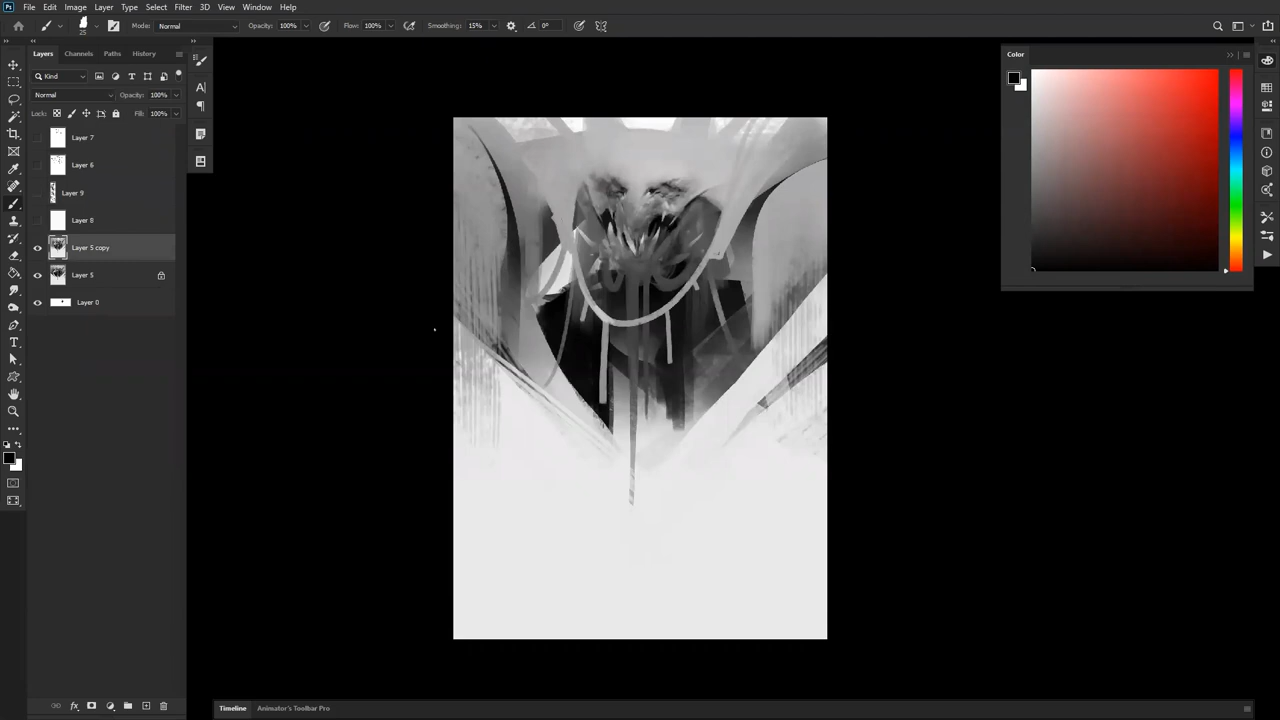 Ps File Edit Image Layer Type Select Filter 3D View Window Help
25 Mode: Normal Opacity: 100% Flow: 100% Smoothing: 15% 0°
Layers Channels Paths History
Kind
Normal Opacity: 100%
Lock: Fill: 100%
Layer 7
Layer 6
Layer 9
Layer 8
Layer 5 copy
Layer 5
Layer 0
Color
Timeline Animator's Toolbar Pro